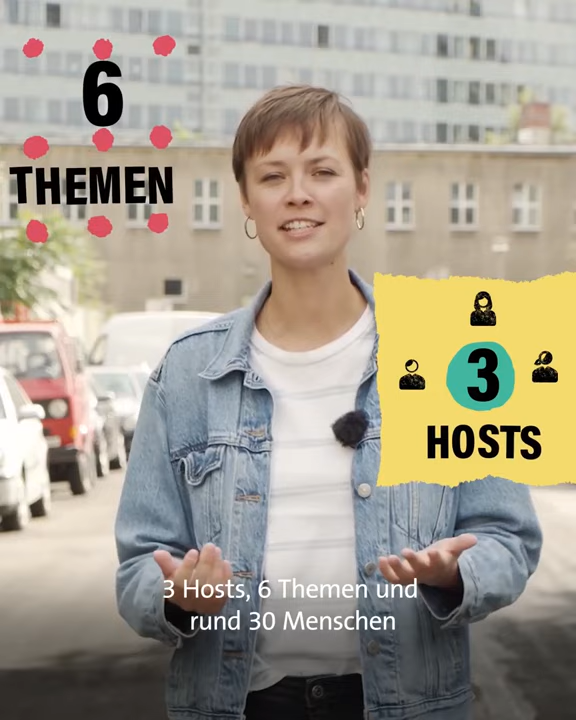 6
THEMEN
3
HOSTS
3 Hosts, 6 Themen und
rund 30 Menschen